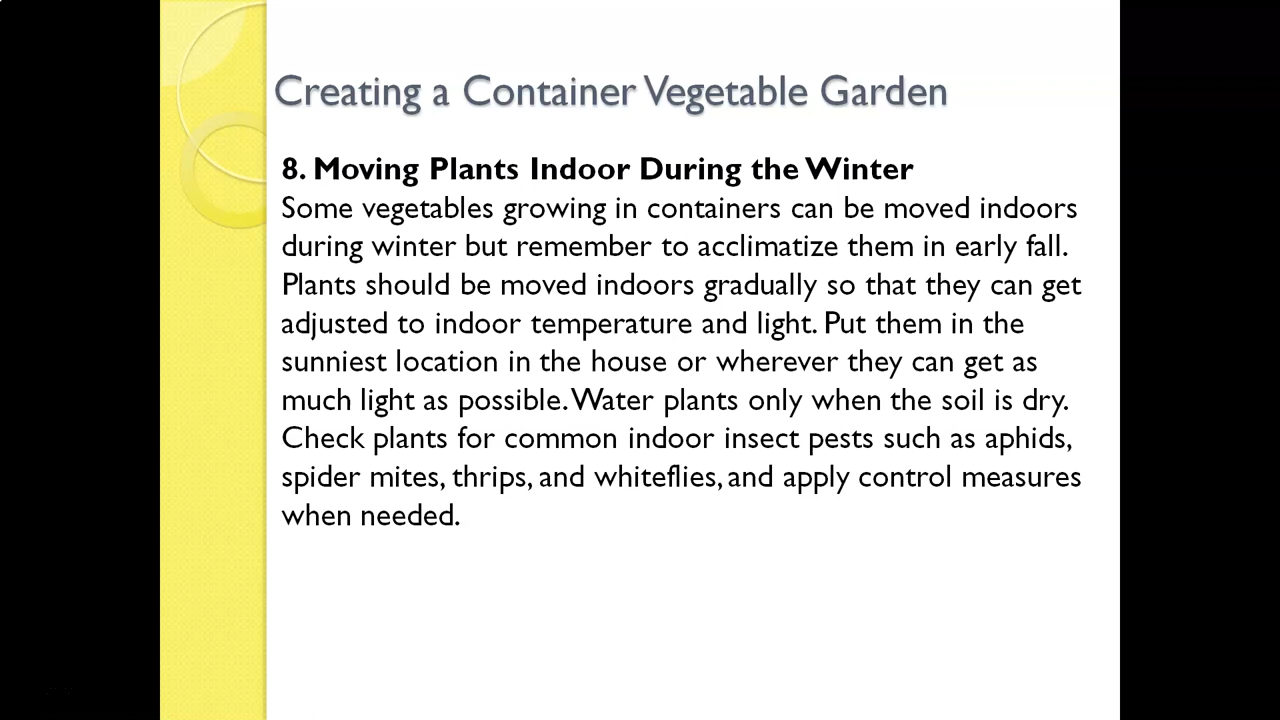 Creating a Container Vegetable Garden
8. Moving Plants Indoor During the Winter
Some vegetables growing in containers can be moved indoors
during winter but remember to acclimatize them in early fall.
Plants should be moved indoors gradually so that they can get
adjusted to indoor temperature and light. Put them in the
sunniest location in the house or wherever they can get as
much light as possible. Water plants only when the soil is dry.
Check plants for common indoor insect pests such as aphids,
spider mites, thrips, and whiteflies, and apply control measures
when needed.